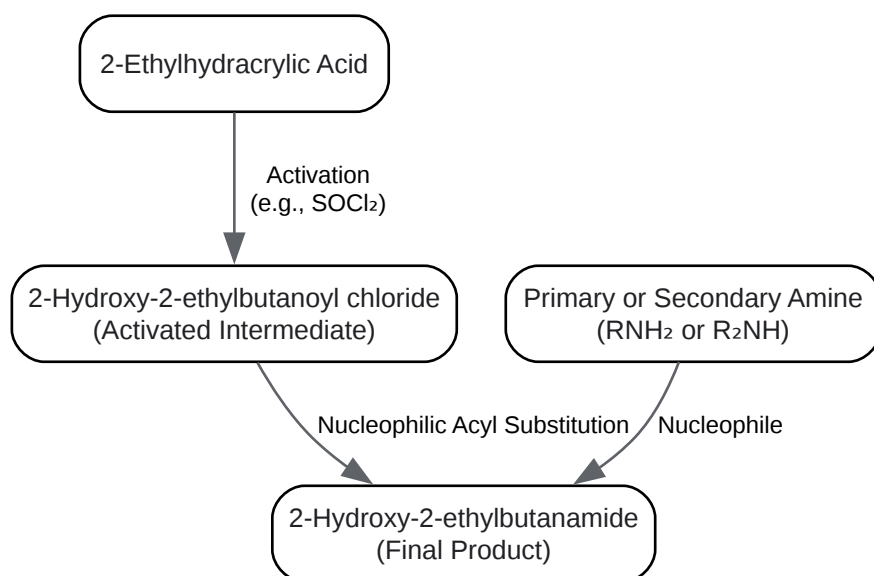 2-Ethylhydracrylic Acid
Activation
(e.g., SOCl₂)
2-Hydroxy-2-ethylbutanoyl chloride
(Activated Intermediate)
Primary or Secondary Amine
(RNH₂ or R₂NH)
Nucleophilic Acyl Substitution
Nucleophile
2-Hydroxy-2-ethylbutanamide
(Final Product)